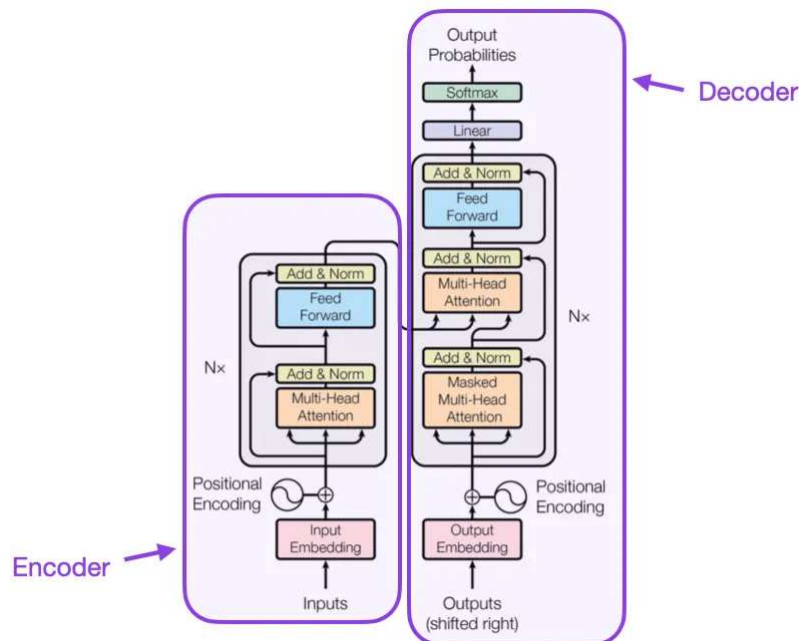 Output
Probabilities
Softmax
Linear
Add & Norm
Feed
Forward
Add & Norm
Multi-Head
Attention
Add & Norm
Masked
Multi-Head
Attention
N×
Positional
Encoding
Output
Embedding
Outputs
(shifted right)
Decoder
Add & Norm
Feed
Forward
Add & Norm
Multi-Head
Attention
N×
Positional
Encoding
Input
Embedding
Inputs
Encoder